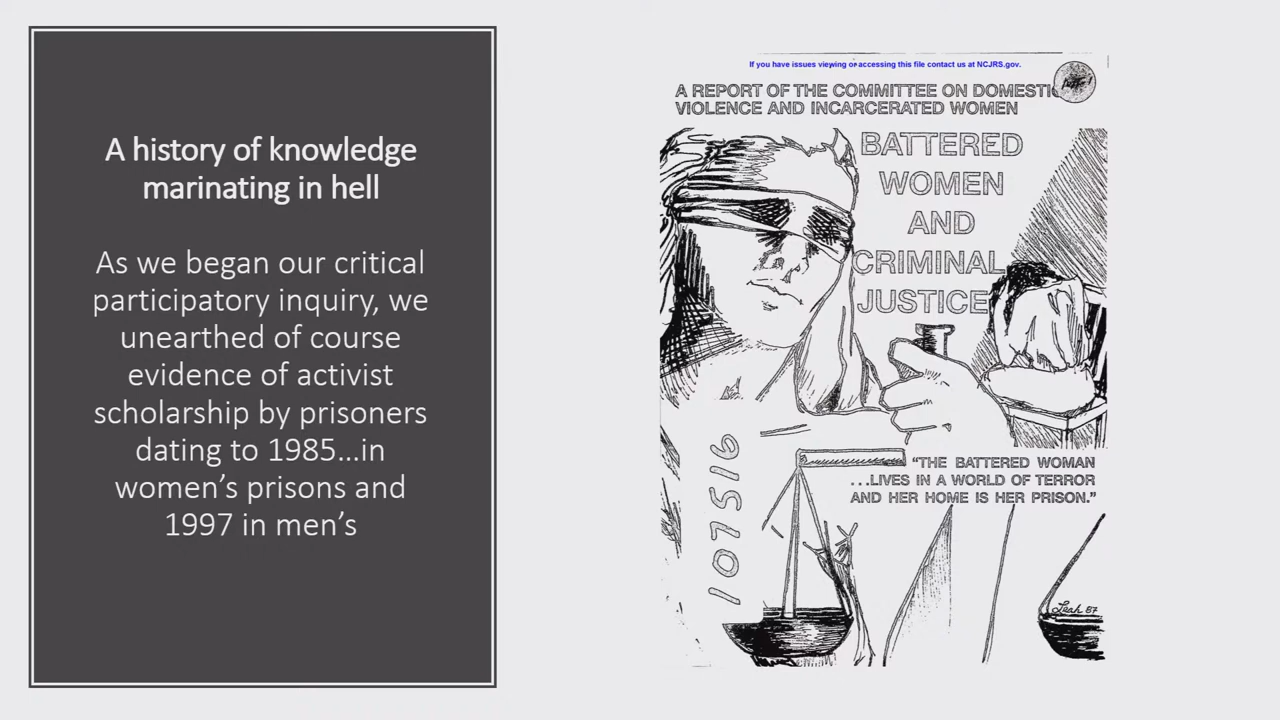 A history of knowledge
marinating in hell
As we began our critical
participatory inquiry, we
unearthed of course
evidence of activist
scholarship by prisoners
dating to 1985…in
women’s prisons and
1997 in men’s
If you have issues viewing or accessing this file contact us at NCJRS.gov.
A REPORT OF THE COMMITTEE ON DOMESTIC
VIOLENCE AND INCARCERATED WOMEN
BATTERED
WOMEN
AND
CRIMINAL
JUSTICE
“THE BATTERED WOMAN
...LIVES IN A WORLD OF TERROR
AND HER HOME IS HER PRISON.”
107516
Leah 87